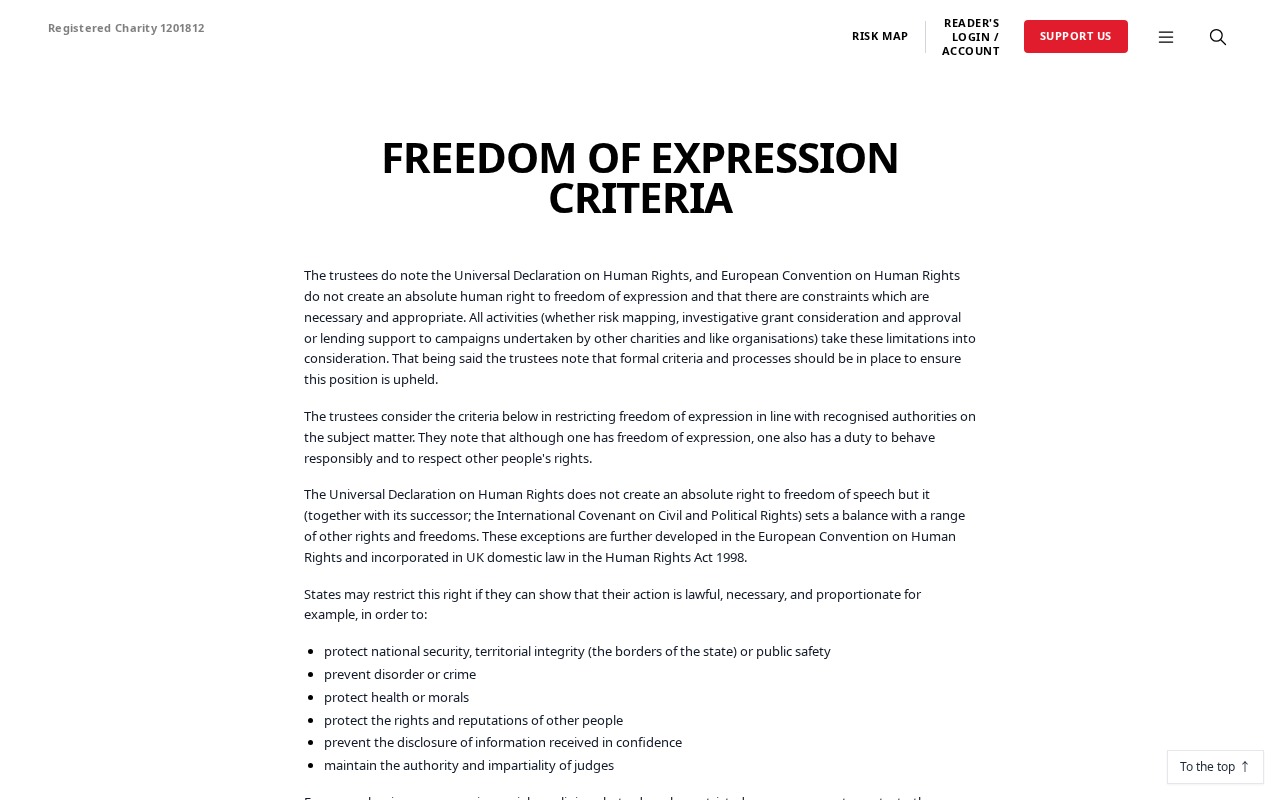 Registered Charity 1201812
RISK MAP
READER'S
LOGIN /
ACCOUNT
SUPPORT US
FREEDOM OF EXPRESSION
CRITERIA
The trustees do note the Universal Declaration on Human Rights, and European Convention on Human Rights
do not create an absolute human right to freedom of expression and that there are constraints which are
necessary and appropriate. All activities (whether risk mapping, investigative grant consideration and approval
or lending support to campaigns undertaken by other charities and like organisations) take these limitations into
consideration. That being said the trustees note that formal criteria and processes should be in place to ensure
this position is upheld.
The trustees consider the criteria below in restricting freedom of expression in line with recognised authorities on
the subject matter. They note that although one has freedom of expression, one also has a duty to behave
responsibly and to respect other people's rights.
The Universal Declaration on Human Rights does not create an absolute right to freedom of speech but it
(together with its successor; the International Covenant on Civil and Political Rights) sets a balance with a range
of other rights and freedoms. These exceptions are further developed in the European Convention on Human
Rights and incorporated in UK domestic law in the Human Rights Act 1998.
States may restrict this right if they can show that their action is lawful, necessary, and proportionate for
example, in order to:
• protect national security, territorial integrity (the borders of the state) or public safety
• prevent disorder or crime
• protect health or morals
• protect the rights and reputations of other people
• prevent the disclosure of information received in confidence
• maintain the authority and impartiality of judges
To the top ↑